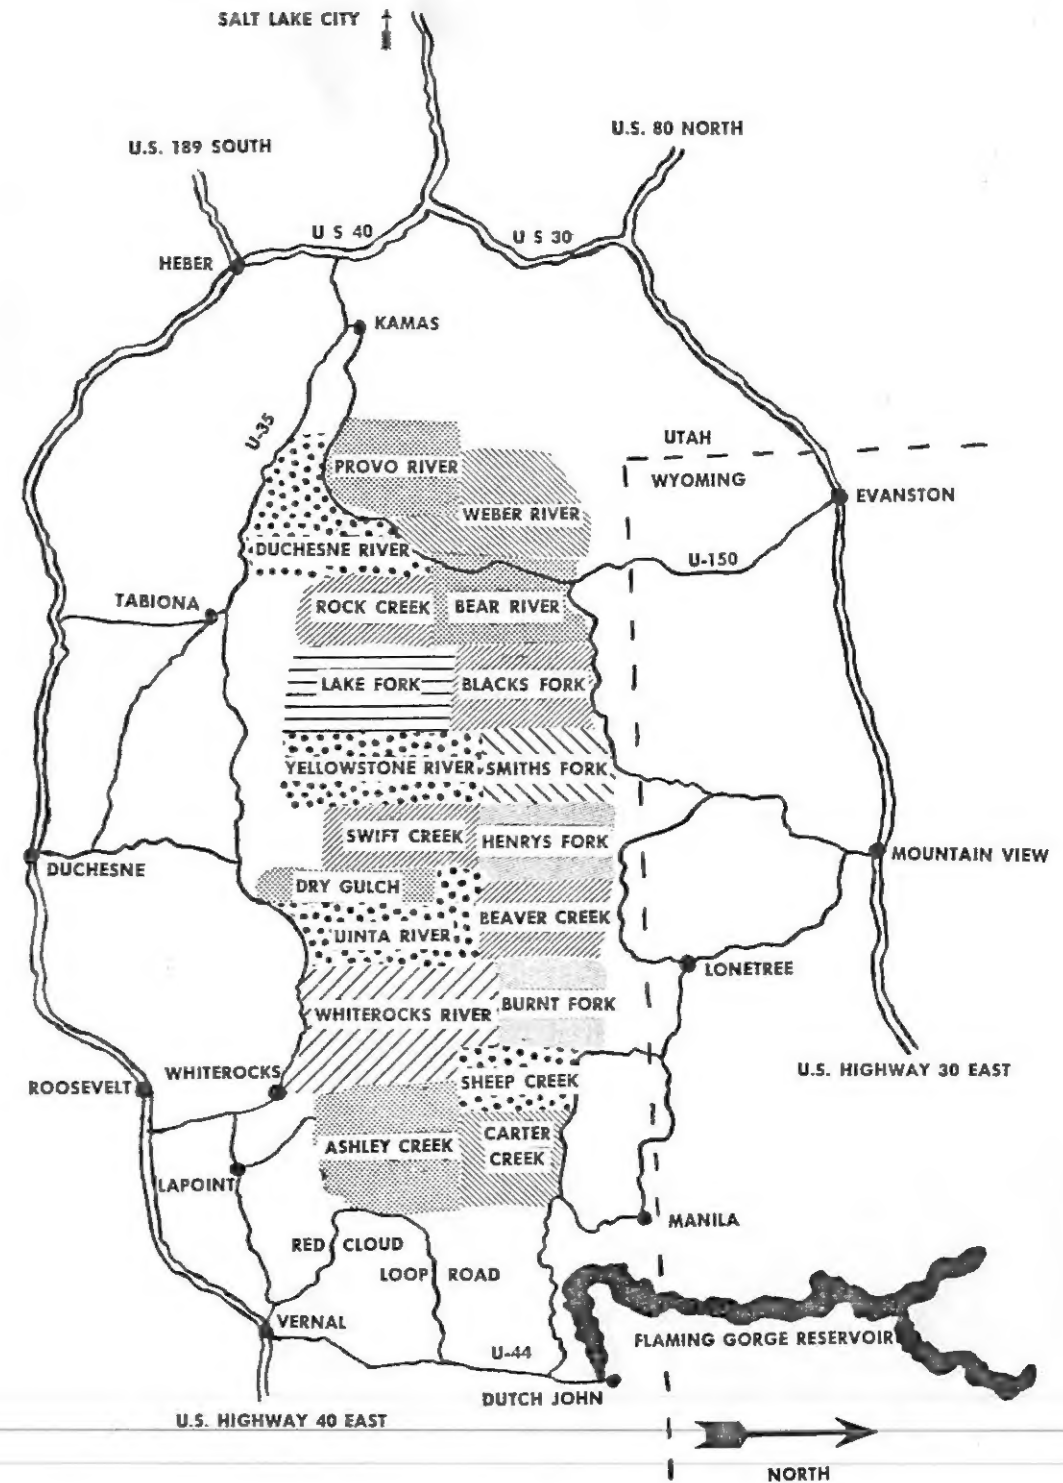 SALT LAKE CITY
U.S. 80 NORTH
U.S. 189 SOUTH
U S 40
U S 30
HEBER
KAMAS
U-35
UTAH
PROVO RIVER
WYOMING
EVANSTON
WEBER RIVER
DUCHESNE RIVER
U-150
TABIONA
ROCK CREEK
BEAR RIVER
LAKE FORK
BLACKS FORK
YELLOWSTONE RIVER
SMITHS FORK
SWIFT CREEK
HENRYS FORK
MOUNTAIN VIEW
DUCHESNE
DRY GULCH
BEAVER CREEK
UINTA RIVER
LONETREE
BURNT FORK
WHITEROCKS RIVER
U.S. HIGHWAY 30 EAST
WHITEROCKS
SHEEP CREEK
ROOSEVELT
CARTER
CREEK
ASHLEY CREEK
LAPOINT
MANILA
RED CLOUD
LOOP ROAD
VERNAL
FLAMING GORGE RESERVOIR
U-44
DUTCH JOHN
U.S. HIGHWAY 40 EAST
NORTH